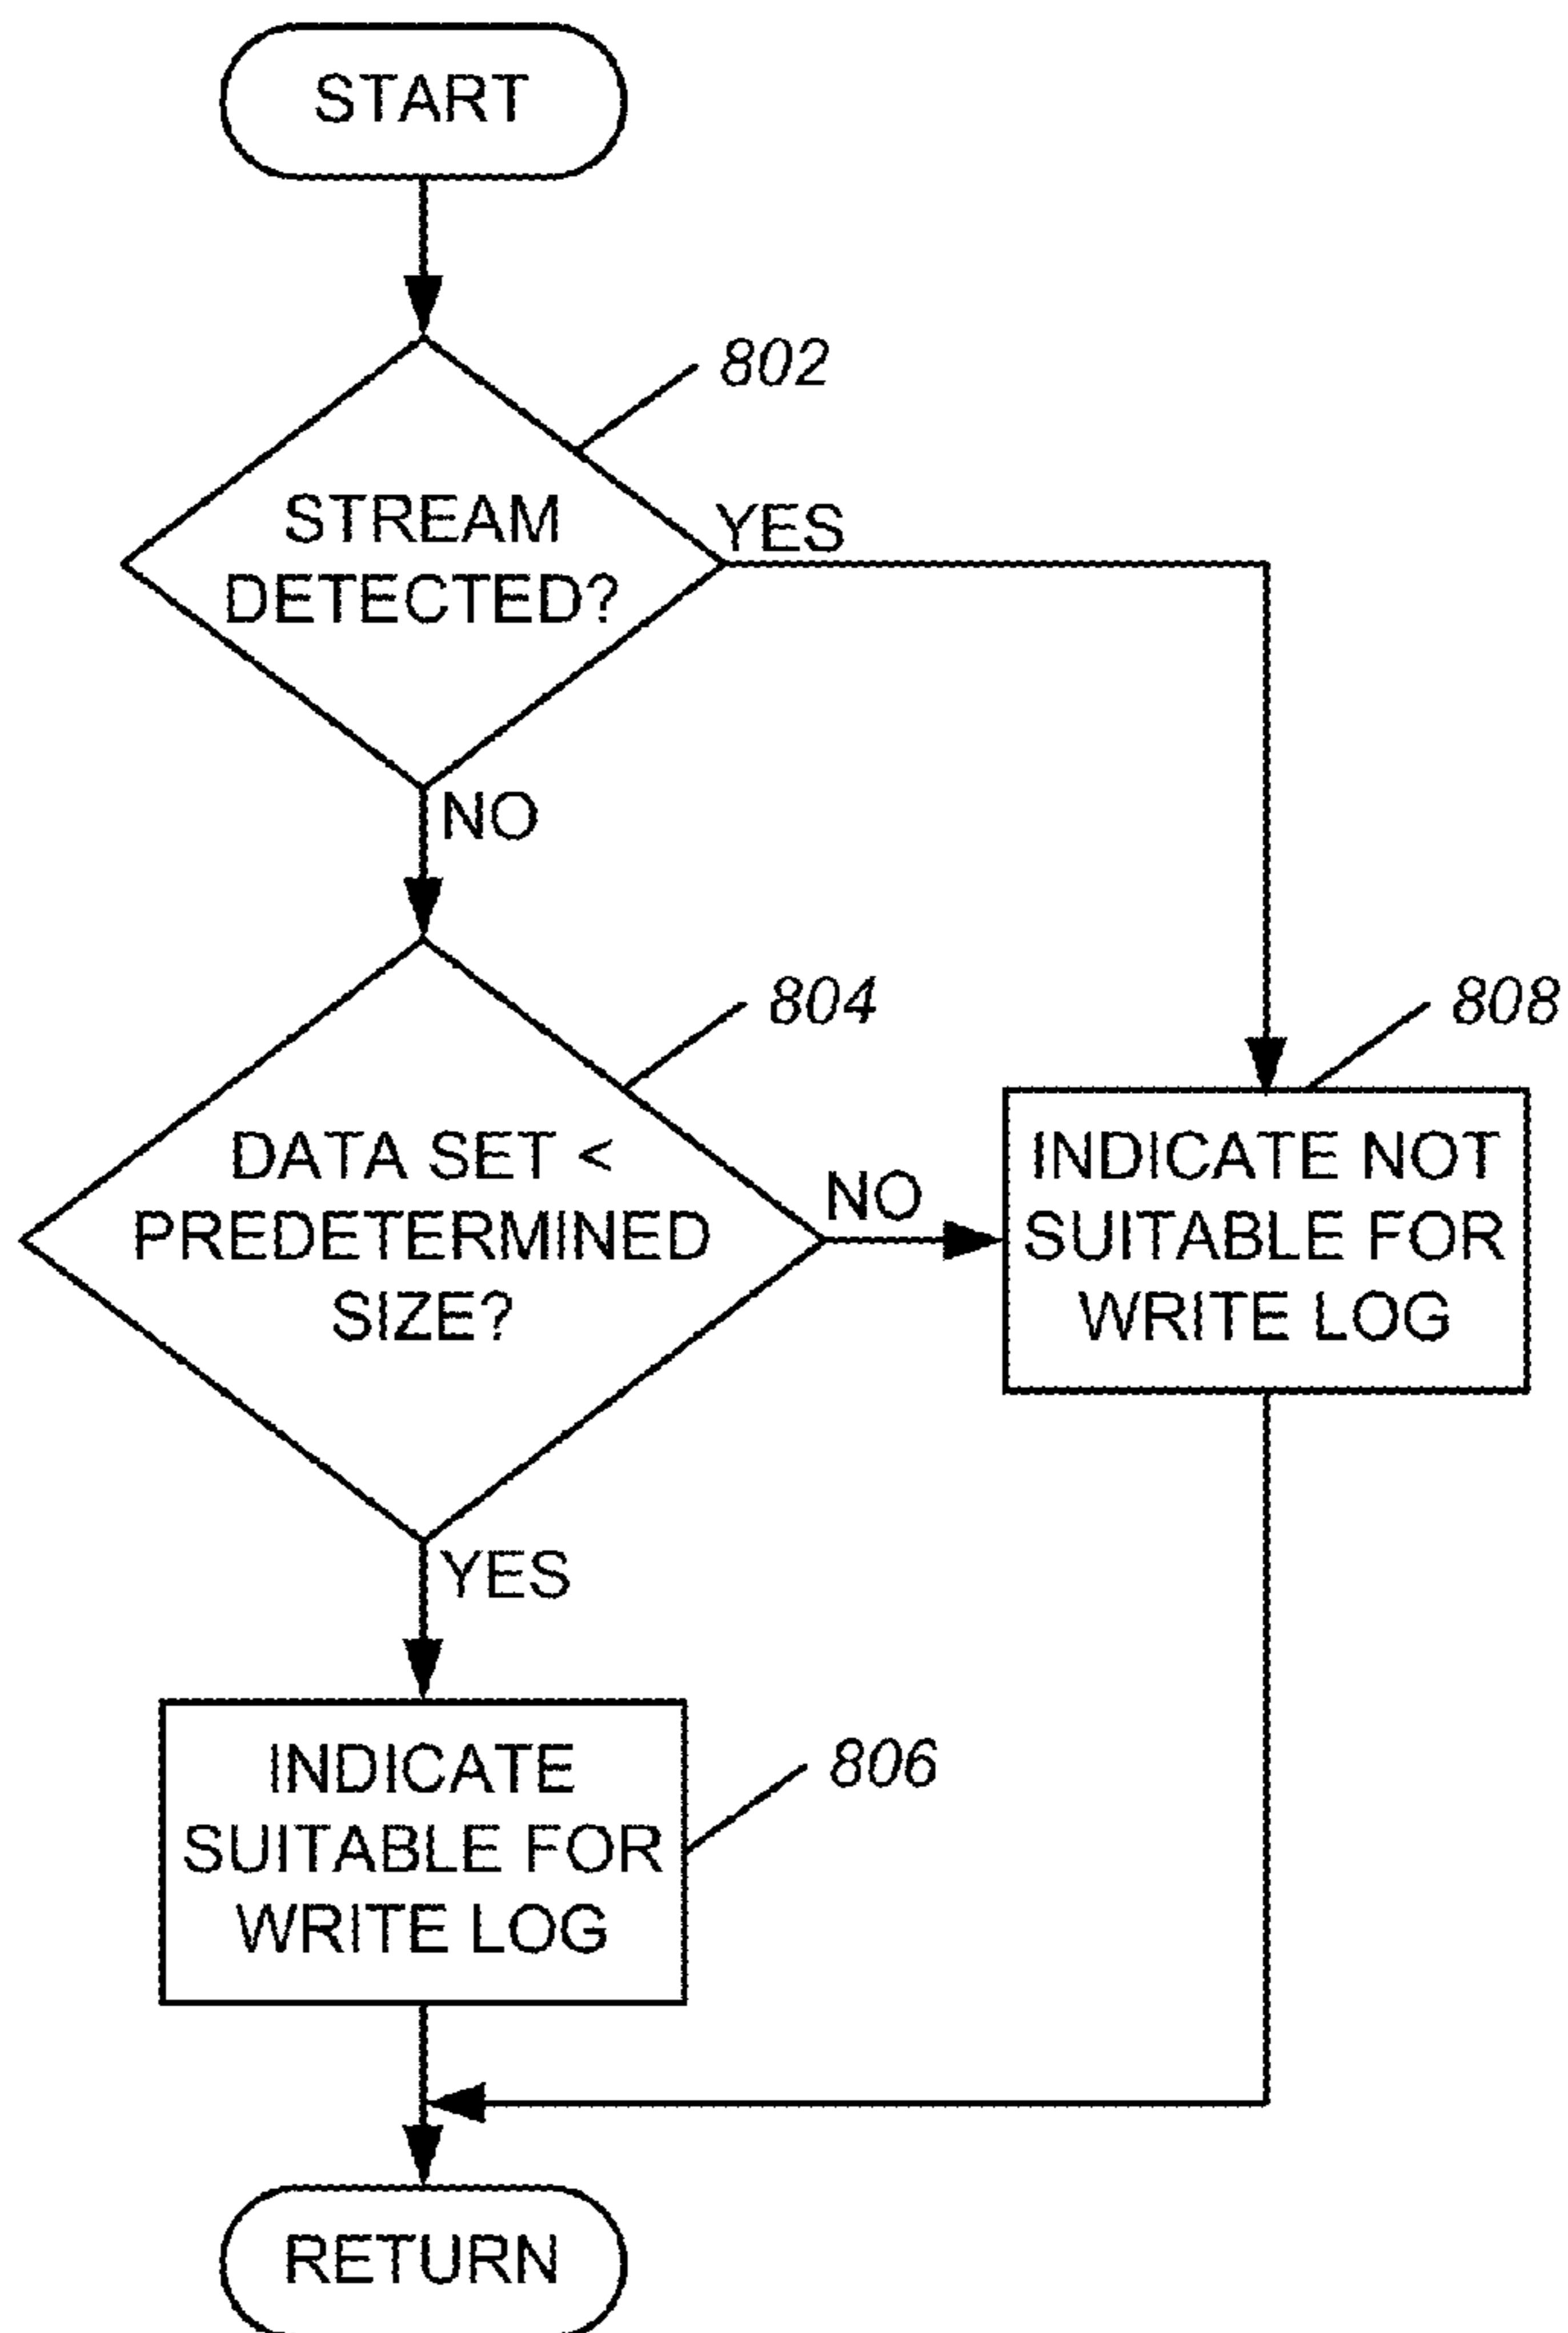 START
802
STREAM
DETECTED?
YES
NO
804
808
DATA SET <
PREDETERMINED
SIZE?
NO
INDICATE NOT
SUITABLE FOR
WRITE LOG
YES
INDICATE
SUITABLE FOR
WRITE LOG
806
RETURN